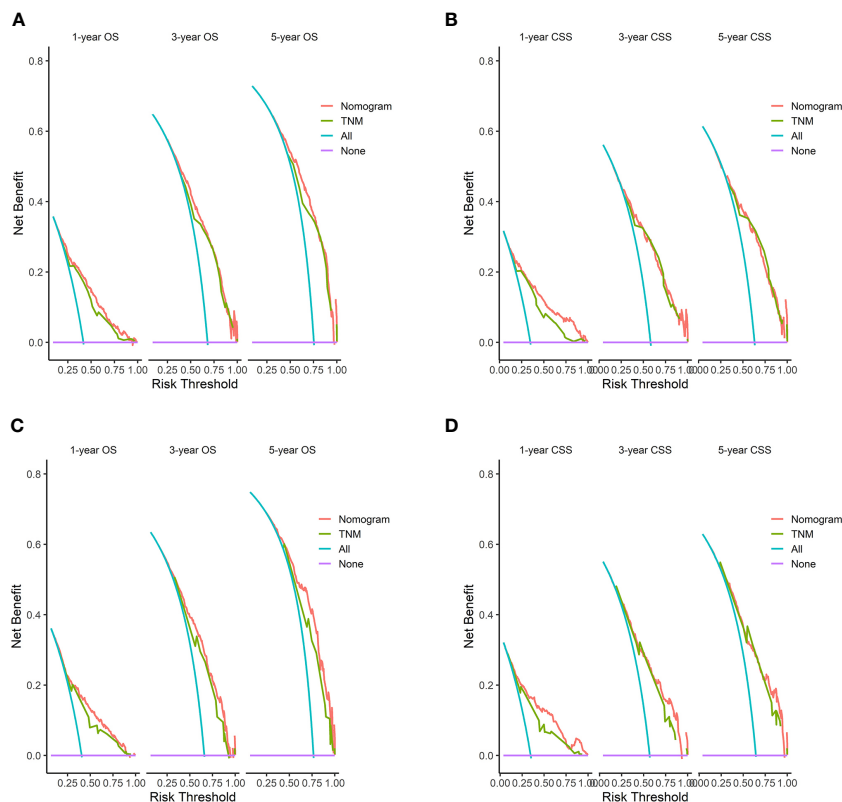 A
1-year OS 3-year OS 5-year OS
0.8
0.6
0.4
0.2
0.0
Net Benefit
Nomogram
TNM
All
None
0.25 0.50 0.75 1.00 0.25 0.50 0.75 1.00 0.25 0.50 0.75 1.00
Risk Threshold
B
1-year CSS 3-year CSS 5-year CSS
0.8
0.6
0.4
0.2
0.0
Net Benefit
Nomogram
TNM
All
None
0.00 0.25 0.50 0.75 1.00 0.00 0.25 0.50 0.75 1.00 0.00 0.25 0.50 0.75 1.00
Risk Threshold
C
1-year OS 3-year OS 5-year OS
0.8
0.6
0.4
0.2
0.0
Net Benefit
Nomogram
TNM
All
None
0.25 0.50 0.75 1.00 0.25 0.50 0.75 1.00 0.25 0.50 0.75 1.00
Risk Threshold
D
1-year CSS 3-year CSS 5-year CSS
0.8
0.6
0.4
0.2
0.0
Net Benefit
Nomogram
TNM
All
None
0.00 0.25 0.50 0.75 1.00 0.00 0.25 0.50 0.75 1.00 0.00 0.25 0.50 0.75 1.00
Risk Threshold